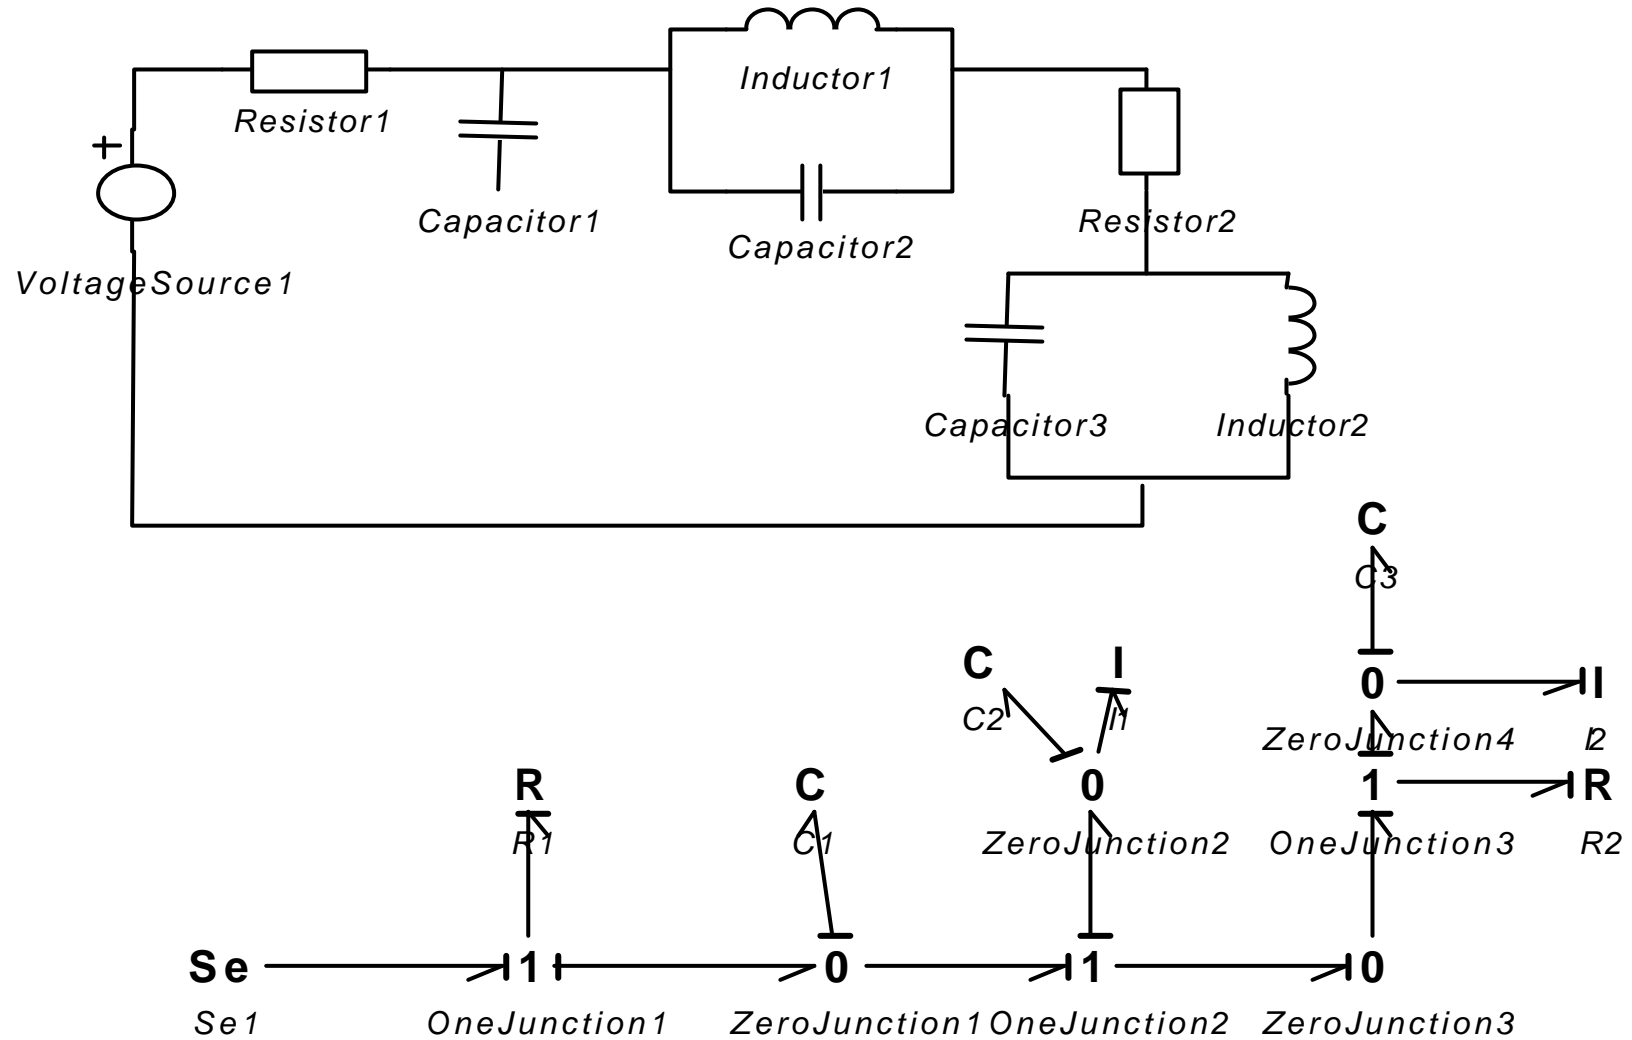 Inductor1
Resistor1
+
Capacitor1
Resistor2
Capacitor2
VoltageSource1
Capacitor3
Inductor2
C
C3
C
I
0
I
C2
I1
ZeroJunction4
I2
R
C
0
1
R
R1
C1
ZeroJunction2
OneJunction3
R2
Se
1
0
1
0
Se1
OneJunction1
ZeroJunction1
OneJunction2
ZeroJunction3